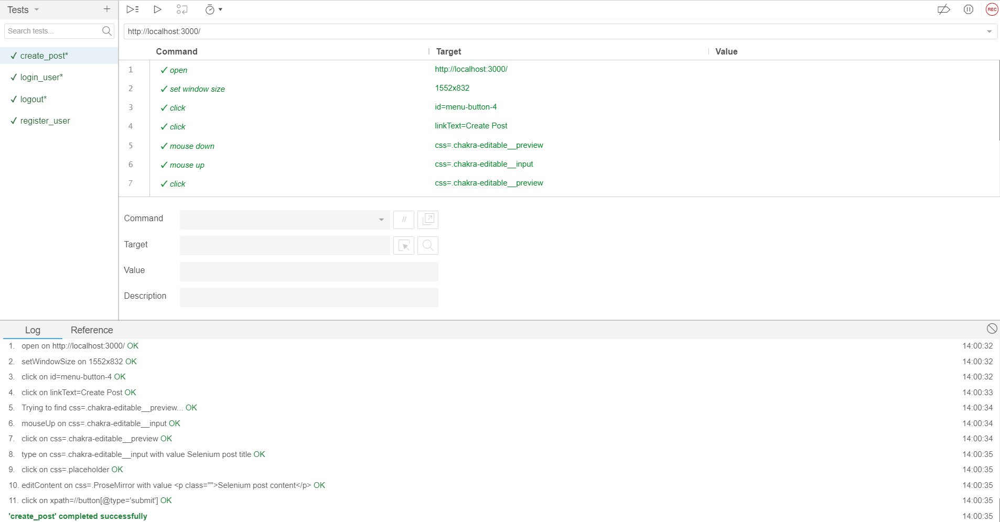 Tests
Search tests...
✓ create_post*
✓ login_user*
✓ logout*
✓ register_user
REC
http://localhost:3000/
Command Target Value
1 ✓ open http://localhost:3000/
2 ✓ set window size 1552x832
3 ✓ click id=menu-button-4
4 ✓ click linkText=Create Post
5 ✓ mouse down css=.chakra-editable__preview
6 ✓ mouse up css=.chakra-editable__input
7 ✓ click css=.chakra-editable__preview
Command //
Target
Value
Description
Log Reference
1. open on http://localhost:3000/ OK 14:00:32
2. setWindowSize on 1552x832 OK 14:00:32
3. click on id=menu-button-4 OK 14:00:32
4. click on linkText=Create Post OK 14:00:33
5. Trying to find css=.chakra-editable__preview... OK 14:00:34
6. mouseUp on css=.chakra-editable__input OK 14:00:34
7. click on css=.chakra-editable__preview OK 14:00:34
8. type on css=.chakra-editable__input with value Selenium post title OK 14:00:35
9. click on css=.placeholder OK 14:00:35
10. editContent on css=.ProseMirror with value <p class="">Selenium post content</p> OK 14:00:35
11. click on xpath=//button[@type='submit'] OK 14:00:35
'create_post' completed successfully 14:00:35